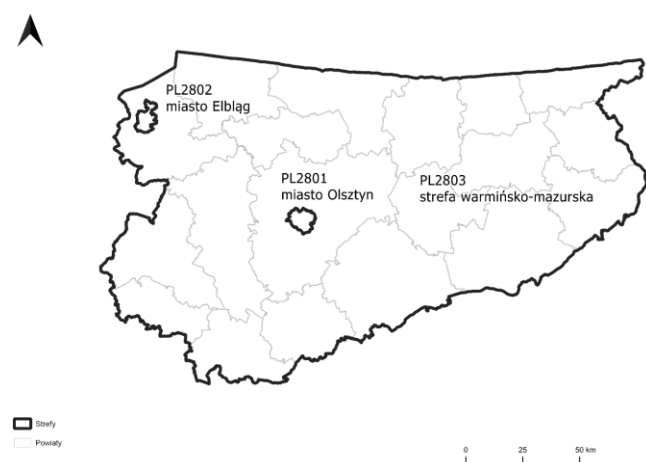 PL2802
miasto Elbląg
PL2801
miasto Olsztyn
PL2803
strefa warmińsko-mazurska
Strefy
Powiaty
0 25 50 km